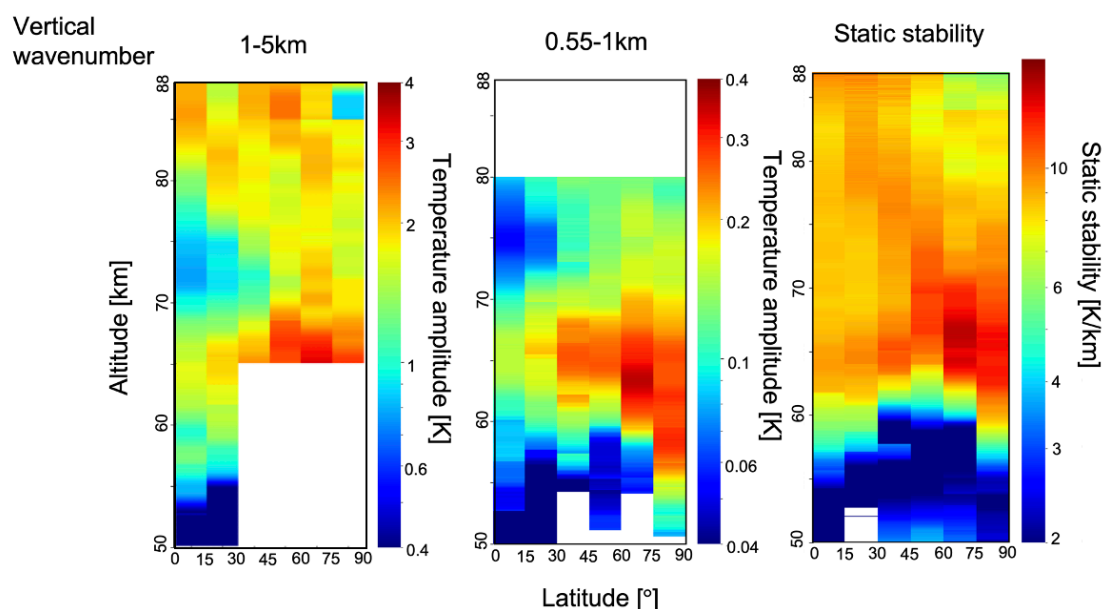 Vertical
wavenumber
1-5km
0.55-1km
Static stability
Altitude [km]
88
80
70
60
50
0 15 30 45 60 75 90
4
3
2
1
0.6
0.4
Temperature amplitude [K]
88
80
70
60
50
0 15 30 45 60 75 90
0.4
0.3
0.2
0.1
0.06
0.04
Temperature amplitude [K]
88
80
70
60
50
0 15 30 45 60 75 90
10
6
4
3
2
Static stability [K/km]
Latitude [°]